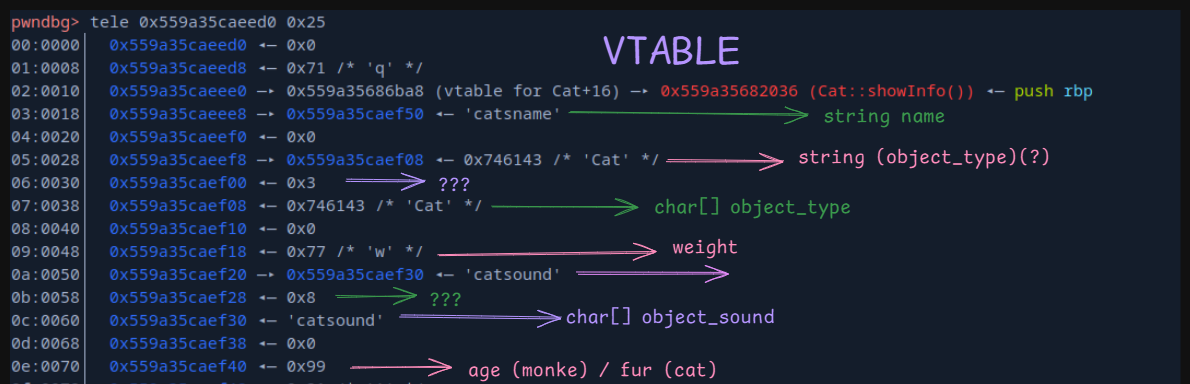 pwndbg> tele 0x559a35caeed0 0x25
VTABLE
00:0000│ 0x559a35caeed0 ◂— 0x0
01:0008│ 0x559a35caeed8 ◂— 0x71 /* 'q' */
02:0010│ 0x559a35caeee0 —▸ 0x559a35686ba8 (vtable for Cat+16) —▸ 0x559a35682036 (Cat::showInfo()) ◂— push rbp
03:0018│ 0x559a35caeee8 —▸ 0x559a35caef50 ◂— 'catsname' string name
04:0020│ 0x559a35caeef0 ◂— 0x0
05:0028│ 0x559a35caeef8 —▸ 0x559a35caef08 ◂— 0x746143 /* 'Cat' */ string (object_type)(?)
06:0030│ 0x559a35caef00 ◂— 0x3 ???
07:0038│ 0x559a35caef08 ◂— 0x746143 /* 'Cat' */ char[] object_type
08:0040│ 0x559a35caef10 ◂— 0x0
09:0048│ 0x559a35caef18 ◂— 0x77 /* 'w' */ weight
0a:0050│ 0x559a35caef20 —▸ 0x559a35caef30 ◂— 'catsound'
0b:0058│ 0x559a35caef28 ◂— 0x8 ???
0c:0060│ 0x559a35caef30 ◂— 'catsound' char[] object_sound
0d:0068│ 0x559a35caef38 ◂— 0x0
0e:0070│ 0x559a35caef40 ◂— 0x99 age (monke) / fur (cat)